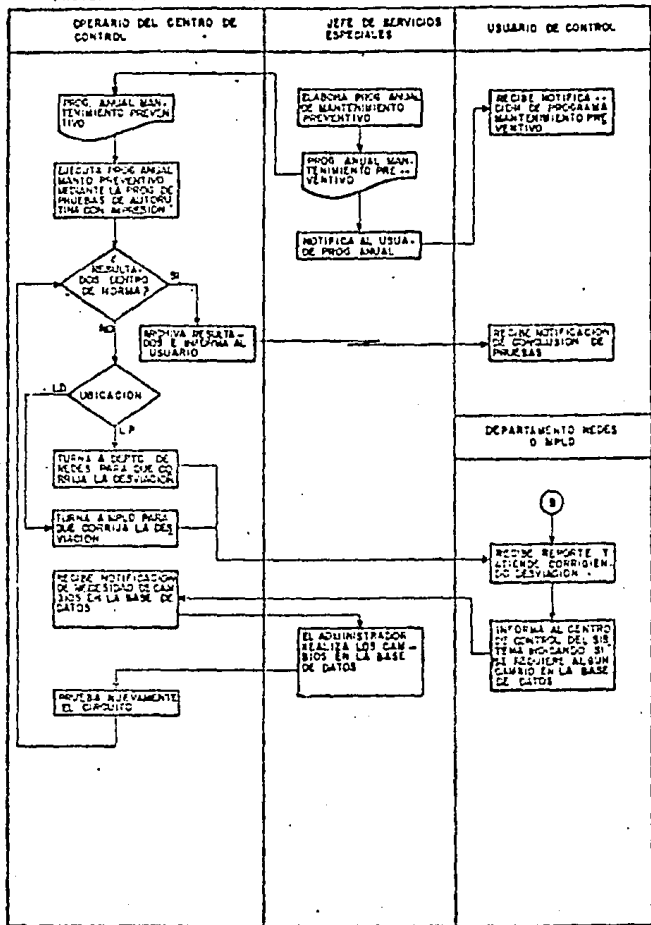 OPERARIO DEL CENTRO DE
CONTROL
JEFE DE SERVICIOS
ESPECIALES
USUARIO DE CONTROL
PROG. ANUAL MAN-
TENIMIENTO PREVEN-
TIVO
ELABORA PROG ANUAL
DE MANTENIMIENTO
PREVENTIVO
RECIBE NOTIFICA --
CION DE PROGRAMA
MANTENIMIENTO PRE
VENTIVO
PROG. ANUAL MAN-
TENIMIENTO PRE --
VENTIVO
EJECUTA PROG ANUAL
MANTO PREVENTIVO
MEDIANTE LA PROG DE
PRUEBAS DE AUTORU
TINA CON IMPRESION
NOTIFICA AL USUA-
DE PROG ANUAL
¿
RESULTA-
DOS DENTRO
DE NORMA?
SI
NO
ARCHIVA RESULTA-
DOS E INFORMA AL
USUARIO
RECIBE NOTIFICACION
DE CONCLUSION DE
PRUEBAS
L.D
UBICACION
L.P
DEPARTAMENTO REDES
O MPLD
TURNA A DEPTO. DE
REDES PARA QUE CO
RRIJA LA DESVIACION
B
TURNA A MPLD PARA
QUE CORRIJA LA DES
VIACION
RECIBE REPORTE Y
ATIENDE CORRIGIEN-
DO DESVIACION
RECIBE NOTIFICACION
DE NECESIDAD DE CAM
BIOS EN LA BASE DE
DATOS
EL ADMINISTRADOR
REALIZA LOS CAM-
BIOS EN LA BASE
DE DATOS
INFORMA AL CENTRO
DE CONTROL DEL SIS
TEMA INDICANDO SI
SE REQUIERE ALGUN
CAMBIO EN LA BASE
DE DATOS
PRUEBA NUEVAMENTE
EL CIRCUITO